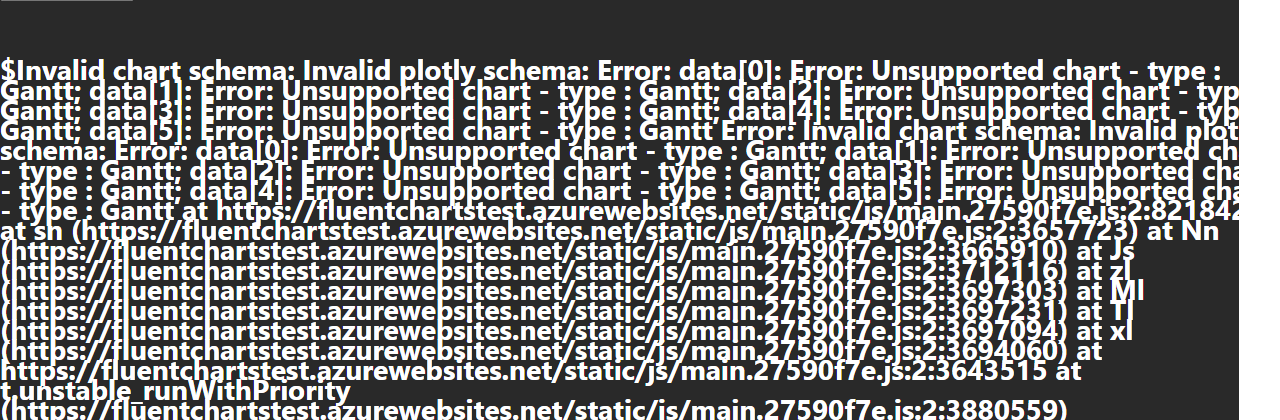 $Invalid chart schema: Invalid plotly schema: Error: data[0]: Error: Unsupported chart - type :
Gantt; data[1]: Error: Unsupported chart - type : Gantt; data[2]: Error: Unsupported chart - typ
Gantt; data[3]: Error: Unsupported chart - type : Gantt; data[4]: Error: Unsupported chart - typ
Gantt; data[5]: Error: Unsupported chart - type : Gantt Error: Invalid chart schema: Invalid plot
schema: Error: data[0]: Error: Unsupported chart - type : Gantt; data[1]: Error: Unsupported ch
- type : Gantt; data[2]: Error: Unsupported chart - type : Gantt; data[3]: Error: Unsupported cha
- type : Gantt; data[4]: Error: Unsupported chart - type : Gantt; data[5]: Error: Unsupported cha
- type : Gantt at https://fluentchartstest.azurewebsites.net/static/js/main.27590f7e.js:2:821842
at sh (https://fluentchartstest.azurewebsites.net/static/js/main.27590f7e.js:2:3657723) at Nn
(https://fluentchartstest.azurewebsites.net/static/js/main.27590f7e.js:2:3665910) at Js
(https://fluentchartstest.azurewebsites.net/static/js/main.27590f7e.js:2:3712116) at zl
(https://fluentchartstest.azurewebsites.net/static/js/main.27590f7e.js:2:3697303) at Ml
(https://fluentchartstest.azurewebsites.net/static/js/main.27590f7e.js:2:3697231) at Tl
(https://fluentchartstest.azurewebsites.net/static/js/main.27590f7e.js:2:3697094) at xl
(https://fluentchartstest.azurewebsites.net/static/js/main.27590f7e.js:2:3694060) at
https://fluentchartstest.azurewebsites.net/static/js/main.27590f7e.js:2:3643515 at
t.unstable_runWithPriority
(https://fluentchartstest.azurewebsites.net/static/js/main.27590f7e.js:2:3880559)